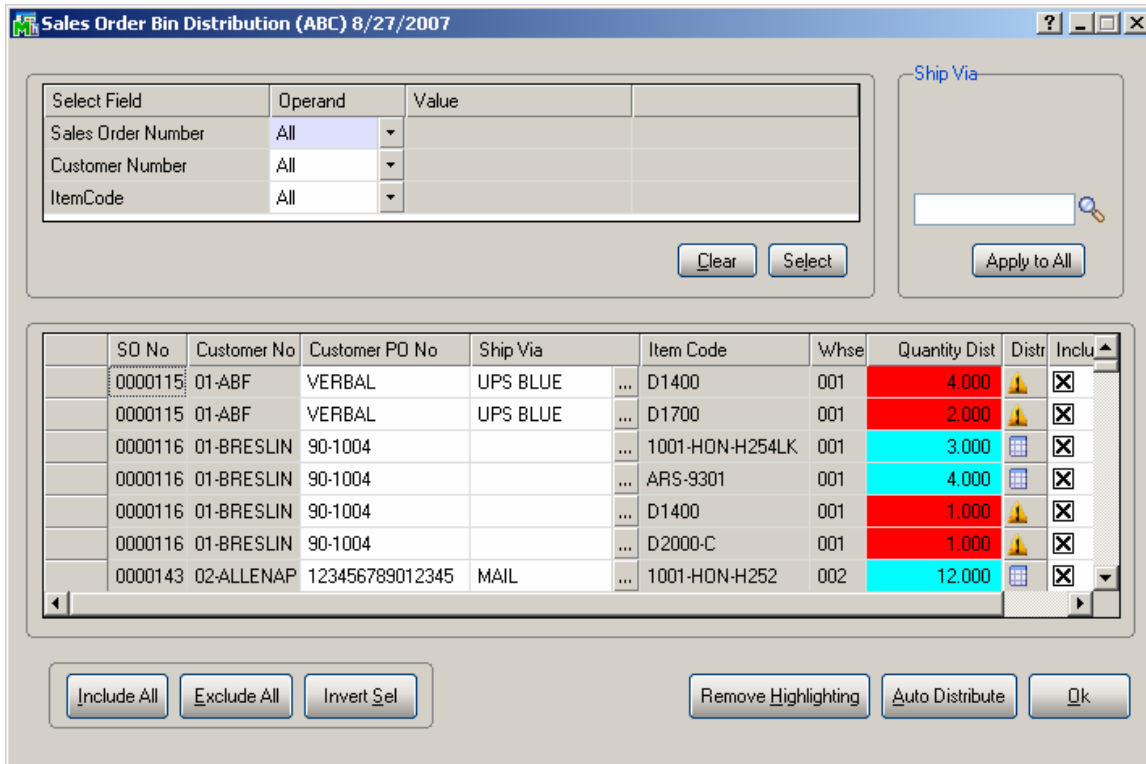 Sales Order Bin Distribution (ABC) 8/27/2007
Ship Via
Select Field Operand Value
Sales Order Number All
Customer Number All
ItemCode All
Clear Select Apply to All
SO No Customer No Customer PO No Ship Via Item Code Whse Quantity Dist Distr Inclu
0000115 01-ABF VERBAL UPS BLUE ... D1400 001 4.000
0000115 01-ABF VERBAL UPS BLUE ... D1700 001 2.000
0000116 01-BRESLIN 90-1004 ... 1001-HON-H254LK 001 3.000
0000116 01-BRESLIN 90-1004 ... ARS-9301 001 4.000
0000116 01-BRESLIN 90-1004 ... D1400 001 1.000
0000116 01-BRESLIN 90-1004 ... D2000-C 001 1.000
0000143 02-ALLENAP 123456789012345 MAIL ... 1001-HON-H252 002 12.000
Include All Exclude All Invert Sel Remove Highlighting Auto Distribute Ok